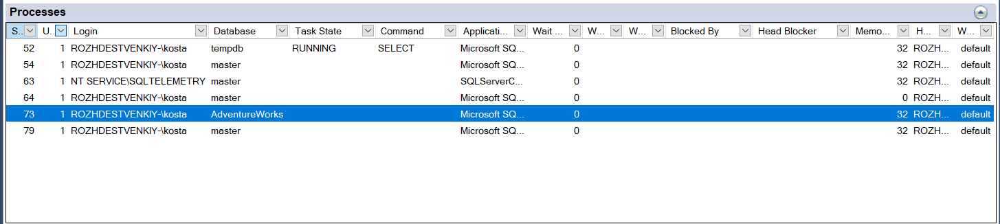 Processes
S.. U.. Login Database Task State Command Applicati... Wait ... W... W... Blocked By Head Blocker Memo... H... W...
52 1 ROZHDESTVENKIY-\kosta tempdb RUNNING SELECT Microsoft SQ... 0 32 ROZH... default
54 1 ROZHDESTVENKIY-\kosta master Microsoft SQ... 0 32 ROZH... default
63 1 NT SERVICE\SQLTELEMETRY master SQLServerC... 0 32 ROZH... default
64 1 ROZHDESTVENKIY-\kosta master Microsoft SQ... 0 0 ROZH... default
73 1 ROZHDESTVENKIY-\kosta AdventureWorks Microsoft SQ... 0 32 ROZH... default
79 1 ROZHDESTVENKIY-\kosta master Microsoft SQ... 0 32 ROZH... default